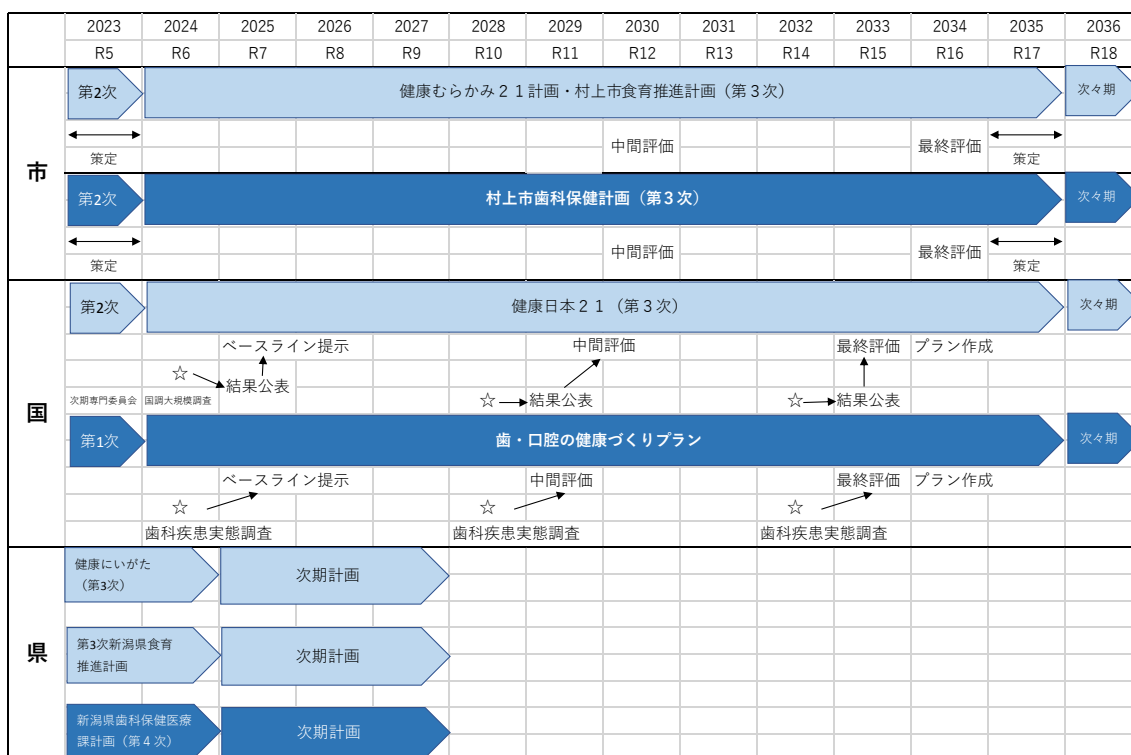 2023 2024 2025 2026 2027 2028 2029 2030 2031 2032 2033 2034 2035 2036
R5 R6 R7 R8 R9 R10 R11 R12 R13 R14 R15 R16 R17 R18
市
第2次 健康むらかみ２１計画・村上市食育推進計画（第３次） 次々期
中間評価 最終評価
策定 策定
第2次 村上市歯科保健計画（第３次） 次々期
中間評価 最終評価
策定 策定
国
第2次 健康日本２１（第３次） 次々期
ベースライン提示 中間評価 最終評価 プラン作成
☆ 結果公表
次期専門委員会 国調大規模調査 ☆ 結果公表 ☆ 結果公表
第1次 歯・口腔の健康づくりプラン 次々期
ベースライン提示 中間評価 最終評価 プラン作成
☆ ☆ ☆
歯科疾患実態調査 歯科疾患実態調査 歯科疾患実態調査
県
健康にいがた
（第3次）
次期計画
第3次新潟県食育
推進計画
次期計画
新潟県歯科保健医療
課計画（第４次）
次期計画